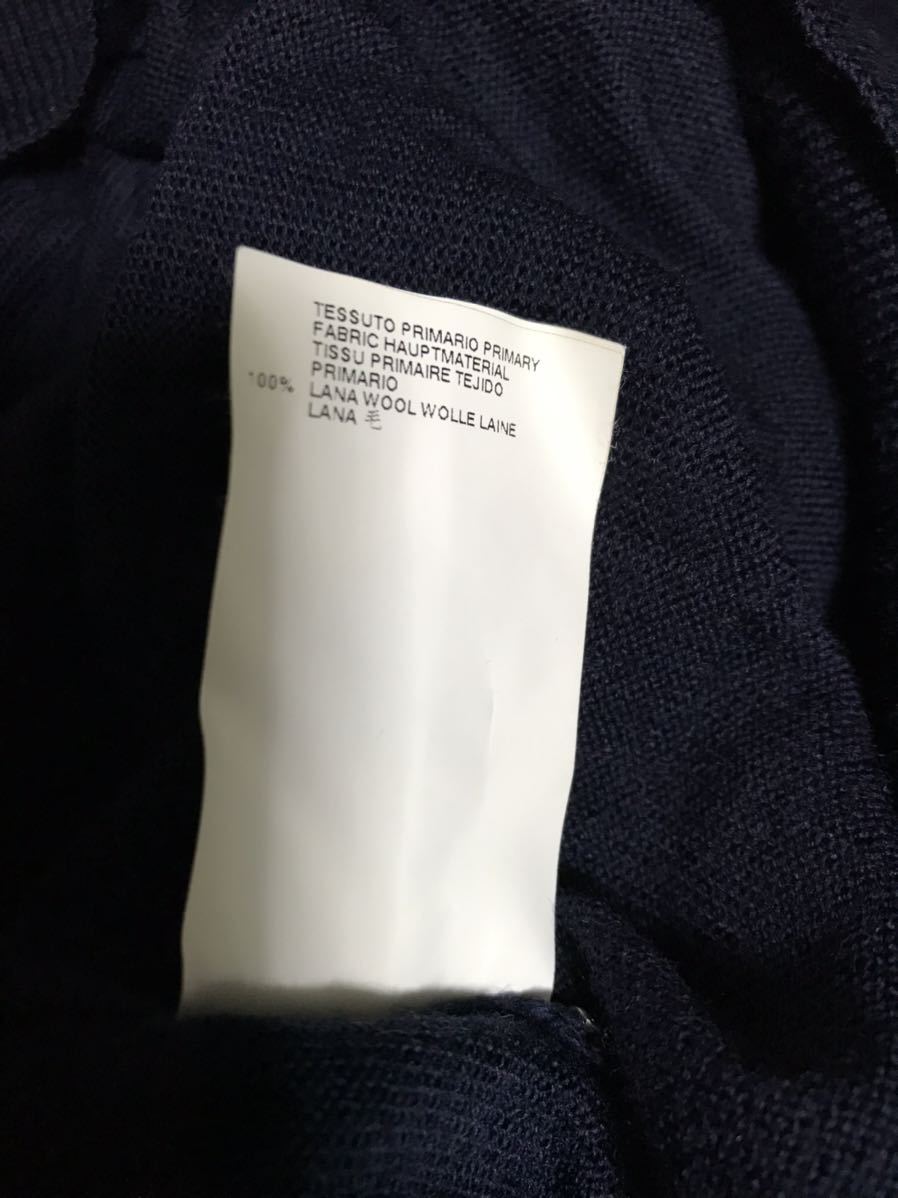 TESSUTO PRIMARIO PRIMARY
FABRIC HAUPTMATERIAL
TISSU PRIMAIRE TEJIDO
PRIMARIO
100% LANA WOOL WOLLE LAINE
LANA 毛